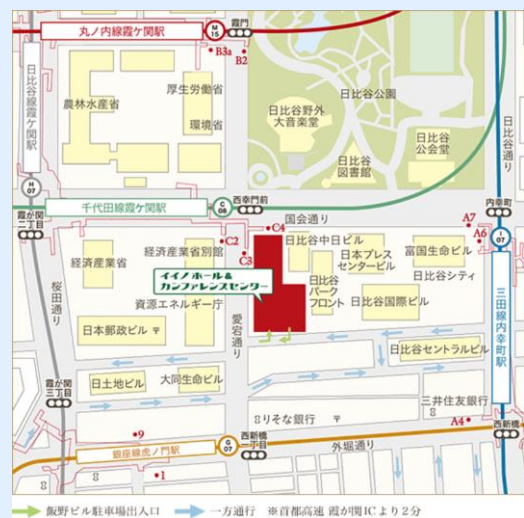 丸ノ内線霞ケ関駅
M
15
霞門
B3a
B2
日比谷線霞ケ関駅
農林水産省
厚生労働省
環境省
日比谷公園
日比谷野外
大音楽堂
日比谷
図書館
日比谷
公会堂
日比谷通り
H
07
千代田線霞ケ関駅
C
08
西幸門前
内幸町
霞が関
二丁目
国会通り
C4
A7
A6
I
07
C2
C3
経済産業省
経済産業省別館
日比谷中日ビル
日本プレス
センタービル
富国生命ビル
日比谷シティ
イイノホール&
カンファレンスセンター
日比谷
パーク
フロント
日比谷国際ビル
桜田通り
資源エネルギー庁
愛宕通り
日本郵政ビル 〒
三田線内幸町駅
日比谷セントラルビル
霞が関
三丁目
日土地ビル
大同生命ビル
三井住友銀行
りそな銀行
〒
A4
9
銀座線虎ノ門駅
G
07
西新橋
一丁目
外堀通り
西新橋
1
飯野ビル駐車場出入口 一方通行 ※首都高速 霞が関ICより2分